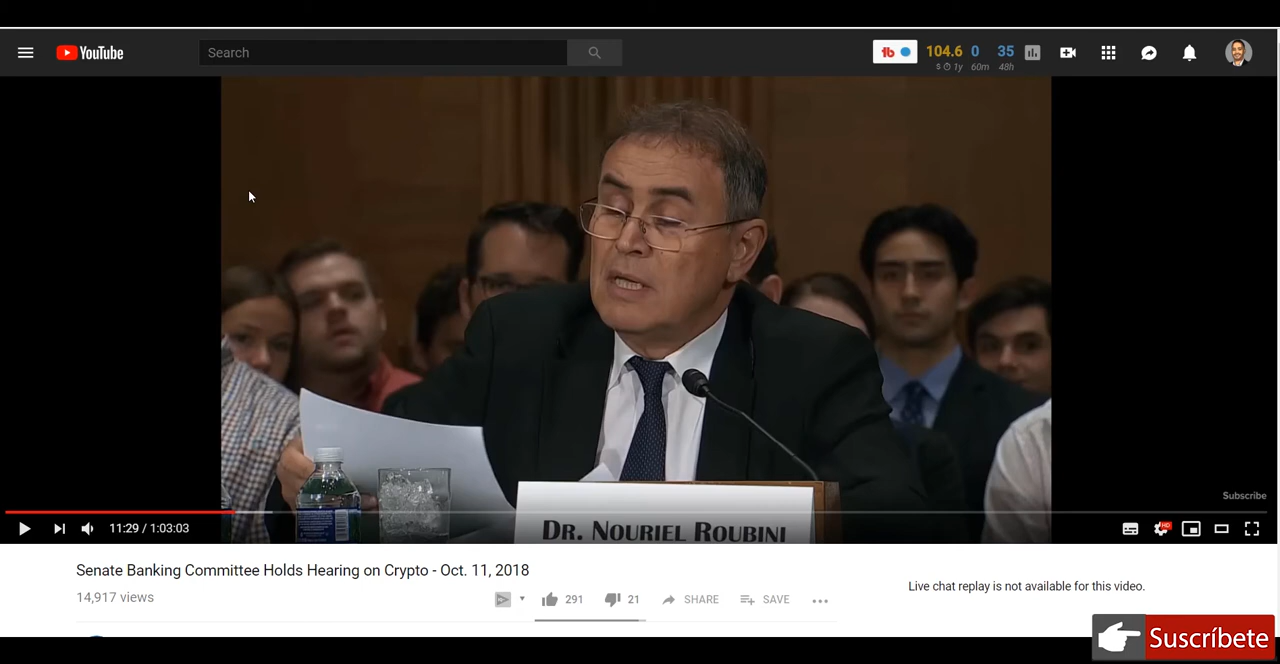 YouTube
Search
tb 104.6 0 35
$ 1y 60m 48h
DR. NOURIEL ROUBINI
Subscribe
11:29 / 1:03:03
HD
Senate Banking Committee Holds Hearing on Crypto - Oct. 11, 2018
14,917 views
291 21 SHARE SAVE
Live chat replay is not available for this video.
Suscríbete